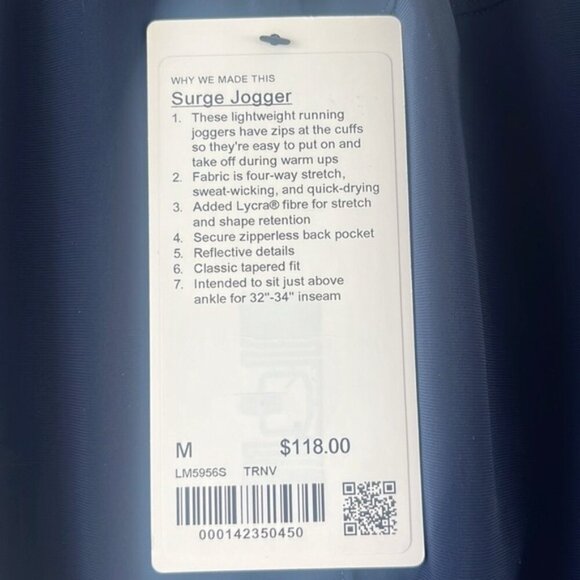 WHY WE MADE THIS
Surge Jogger
1. These lightweight running
joggers have zips at the cuffs
so they're easy to put on and
take off during warm ups
2. Fabric is four-way stretch,
sweat-wicking, and quick-drying
3. Added Lycra® fibre for stretch
and shape retention
4. Secure zipperless back pocket
5. Reflective details
6. Classic tapered fit
7. Intended to sit just above
ankle for 32"-34" inseam
M $118.00
LM5956S TRNV
000142350450